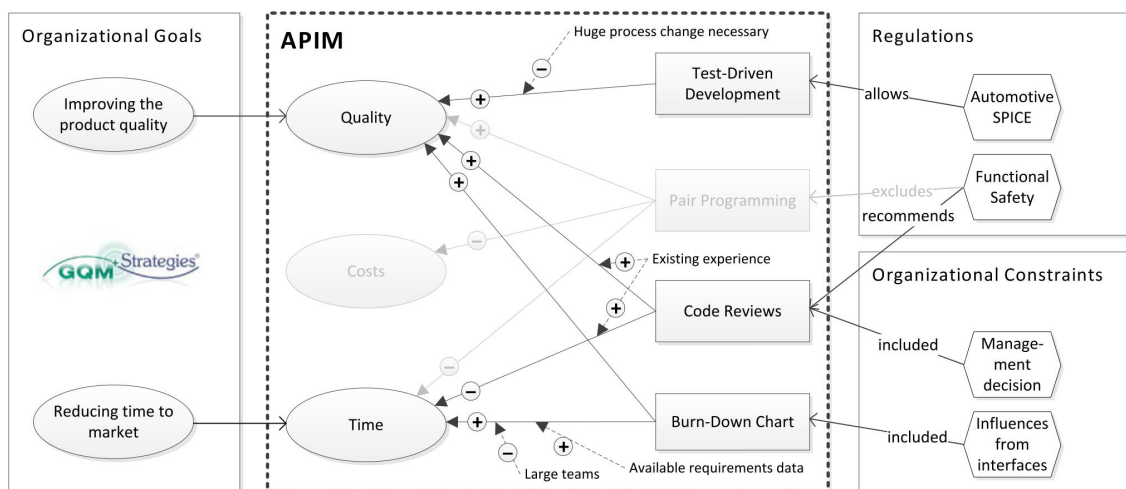 Organizational Goals
Improving the
product quality
GQM+Strategies®
Reducing time to
market
APIM
Huge process change necessary
−
+
Quality
+
+
+
Costs
−
Existing experience
+
+
−
−
Time
+
−
+
Large teams
Available requirements data
Test-Driven
Development
Pair Programming
Code Reviews
Burn-Down Chart
Regulations
allows
Automotive
SPICE
excludes
recommends
Functional
Safety
Organizational Constraints
included
Manage-
ment
decision
included
Influences
from
interfaces